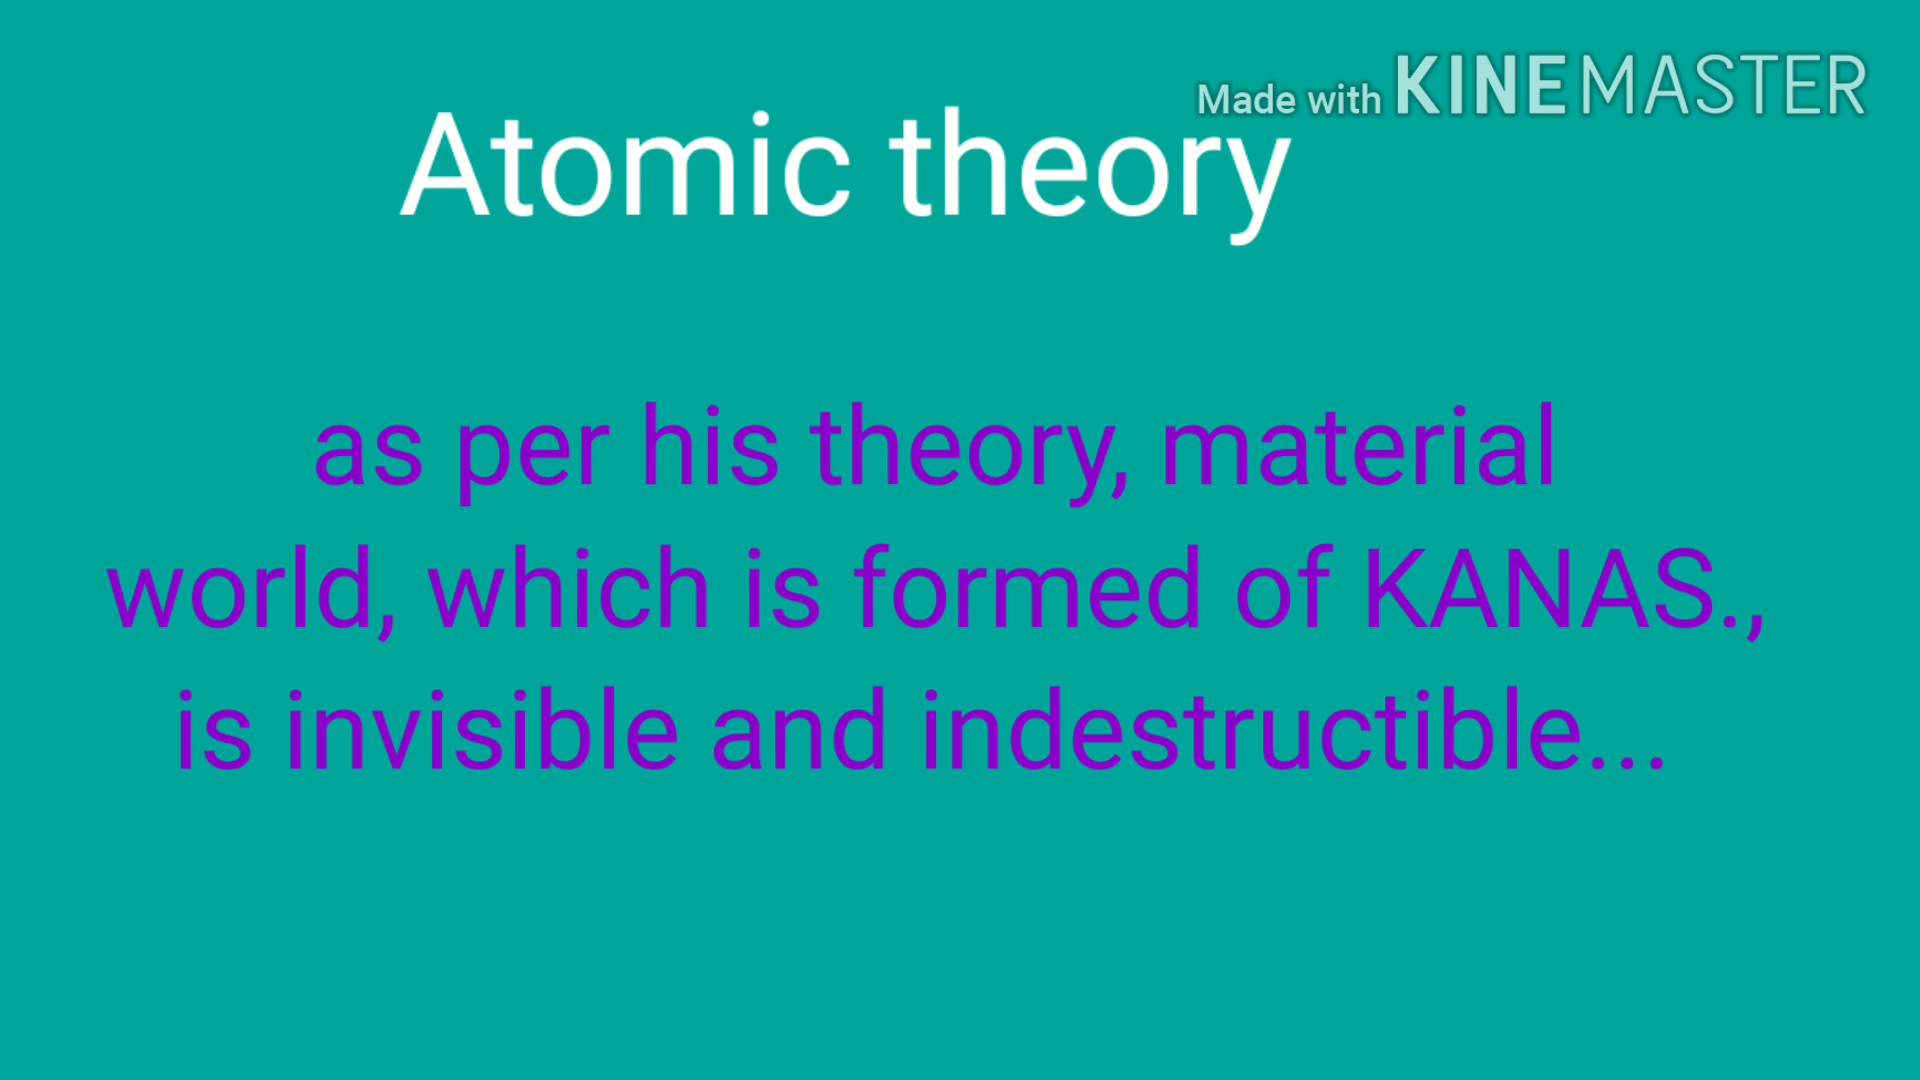 Made with KINEMASTER
Atomic theory
as per his theory, material
world, which is formed of KANAS.,
is invisible and indestructible...